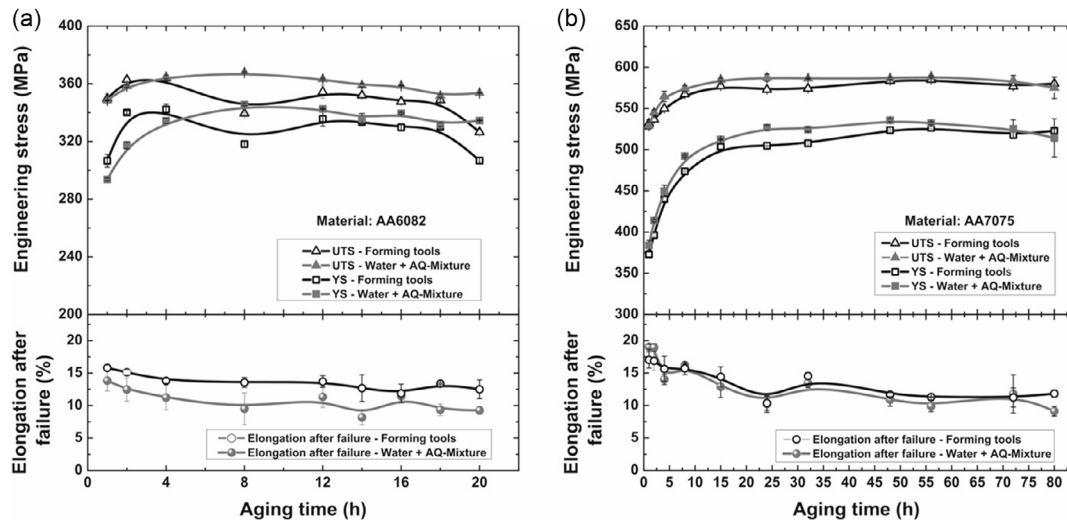 (a)
Engineering stress (MPa)
400
360
320
280
240
200
Material: AA6082
UTS - Forming tools
UTS - Water + AQ-Mixture
YS - Forming tools
YS - Water + AQ-Mixture
Elongation after
failure (%)
20
15
10
5
0
Elongation after failure - Forming tools
Elongation after failure - Water + AQ-Mixture
0 2 4 6 8 10 12 14 16 18 20
Aging time (h)
(b)
Engineering stress (MPa)
650
600
550
500
450
400
350
300
Material: AA7075
UTS - Forming tools
UTS - Water + AQ-Mixture
YS - Forming tools
YS - Water + AQ-Mixture
Elongation after
failure (%)
20
15
10
5
0
Elongation after failure - Forming tools
Elongation after failure - Water + AQ-Mixture
0 5 10 15 20 25 30 35 40 45 50 55 60 65 70 75 80
Aging time (h)